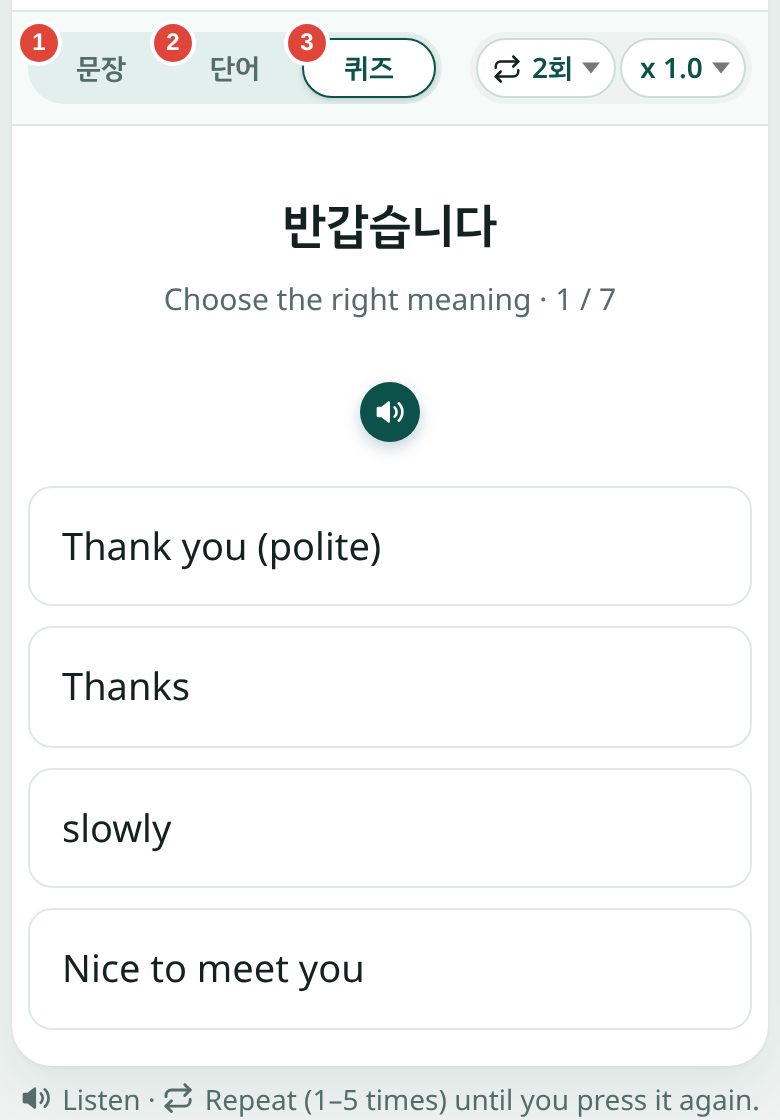 1 문장 2 단어 3 퀴즈 2회 x 1.0
반갑습니다
Choose the right meaning · 1 / 7
Thank you (polite)
Thanks
slowly
Nice to meet you
Listen · Repeat (1–5 times) until you press it again.